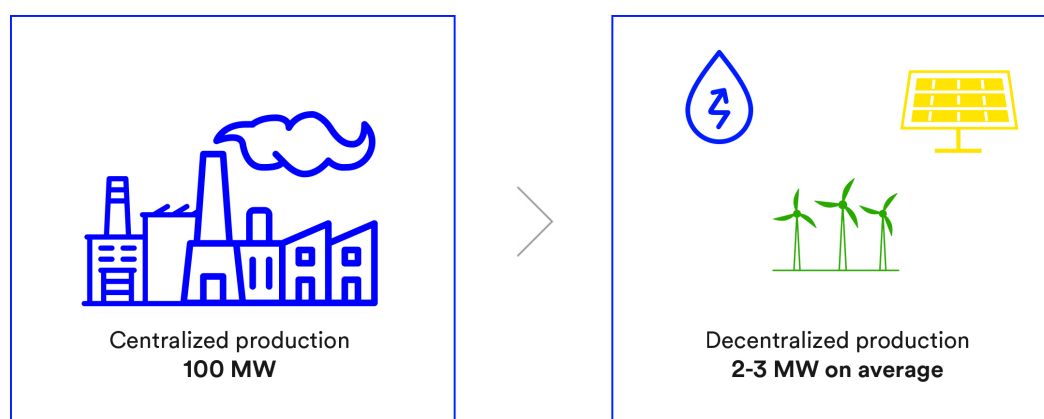 Centralized production
100 MW
Decentralized production
2-3 MW on average